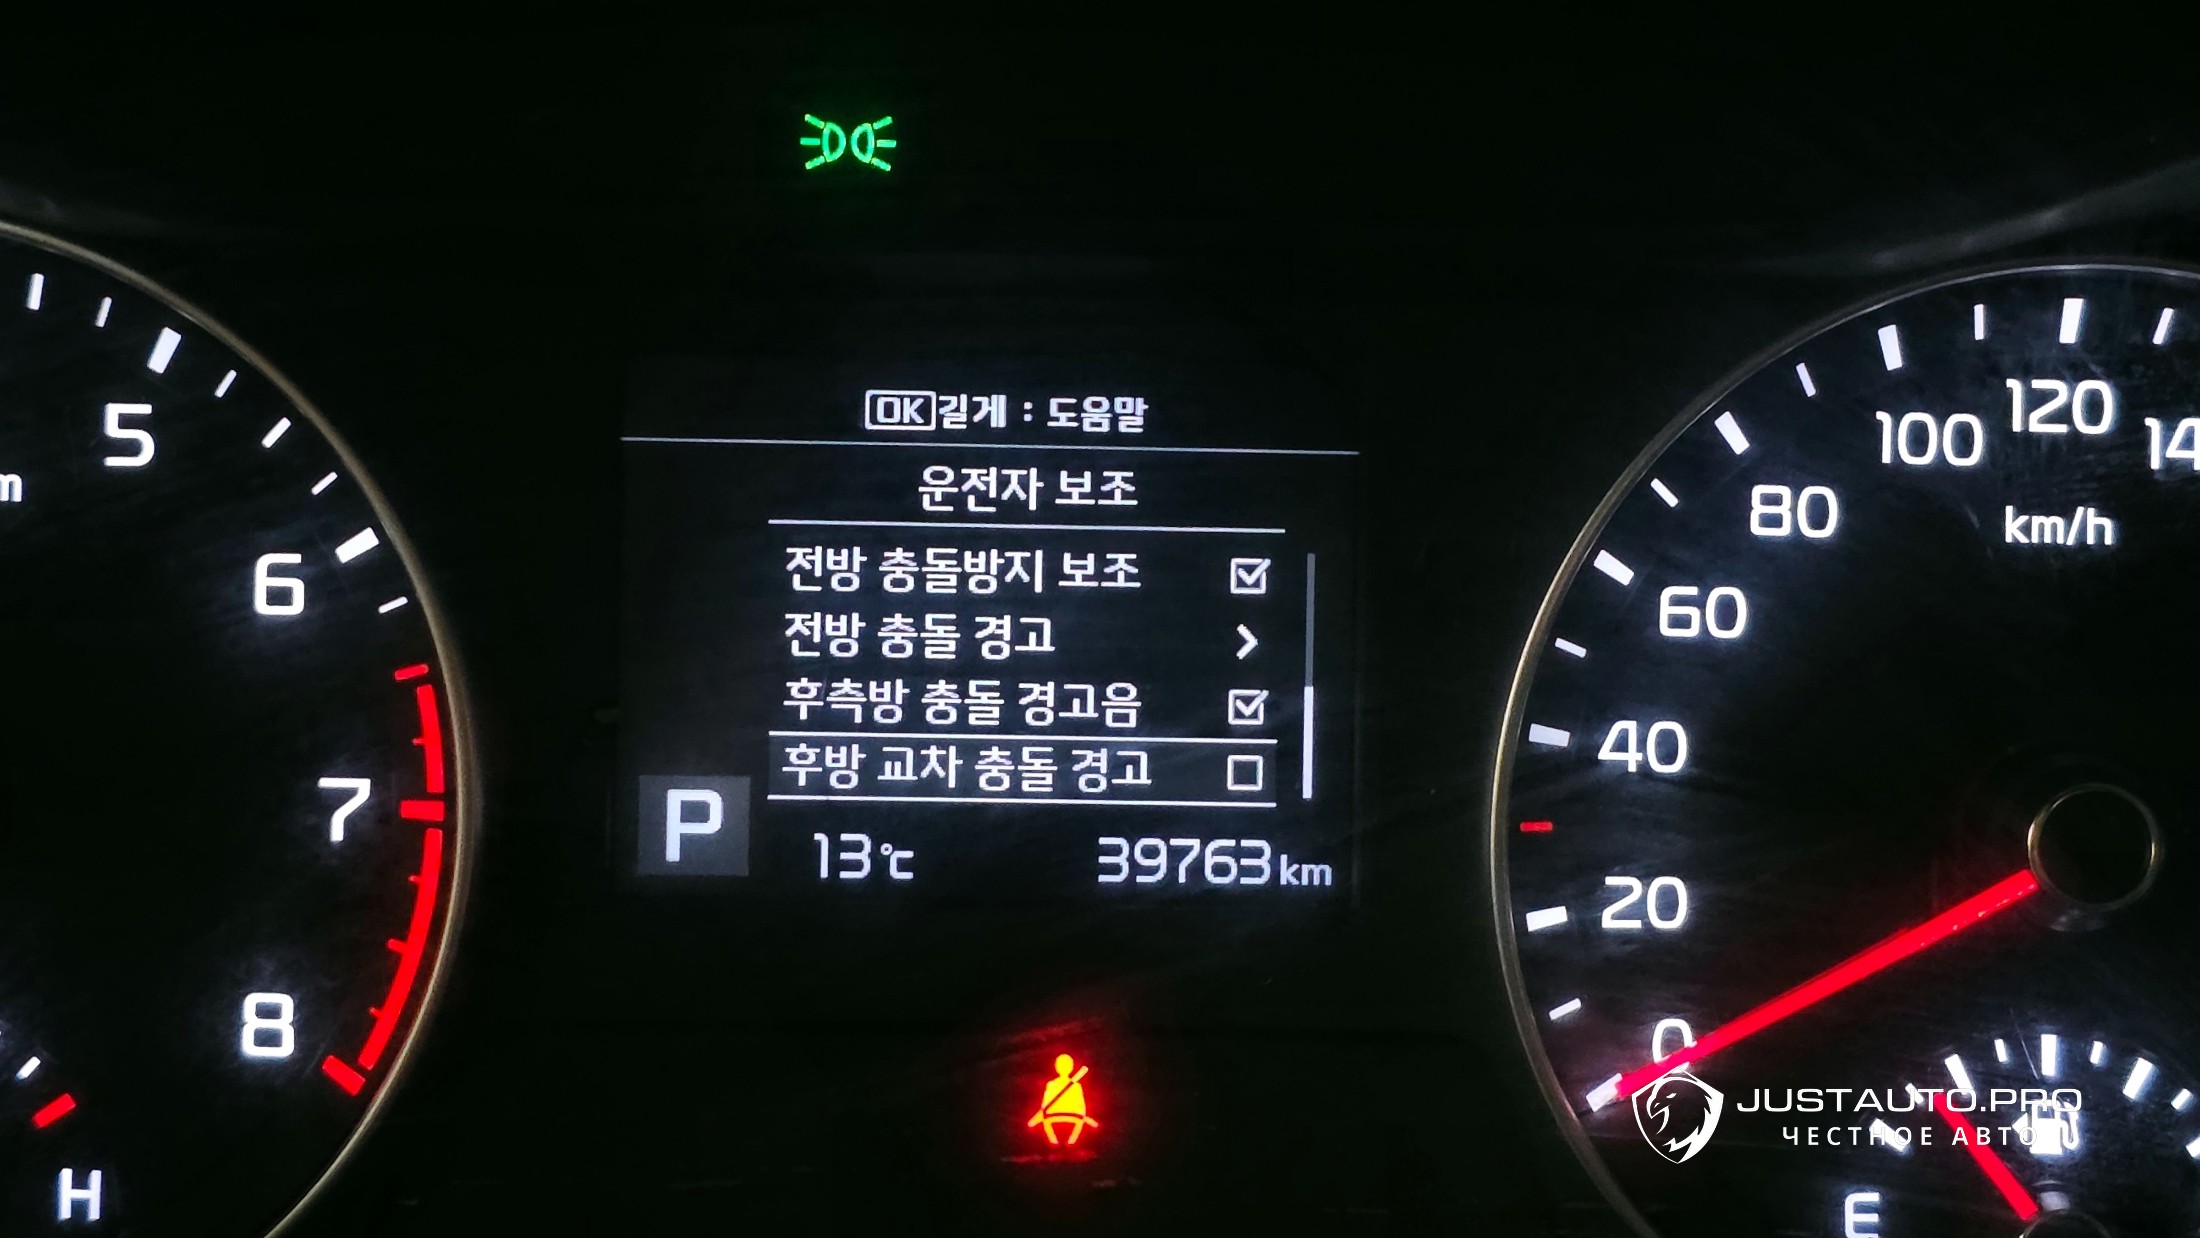 OK길게 : 도움말
운전자 보조
전방 충돌방지 보조
전방 충돌 경고
후측방 충돌 경고음
후방 교차 충돌 경고
P
13℃
39763km
5
6
7
8
H
0
20
40
60
80
100
120
14
km/h
E
JUSTAUTO.PRO
ЧЕСТНОЕ АВТО